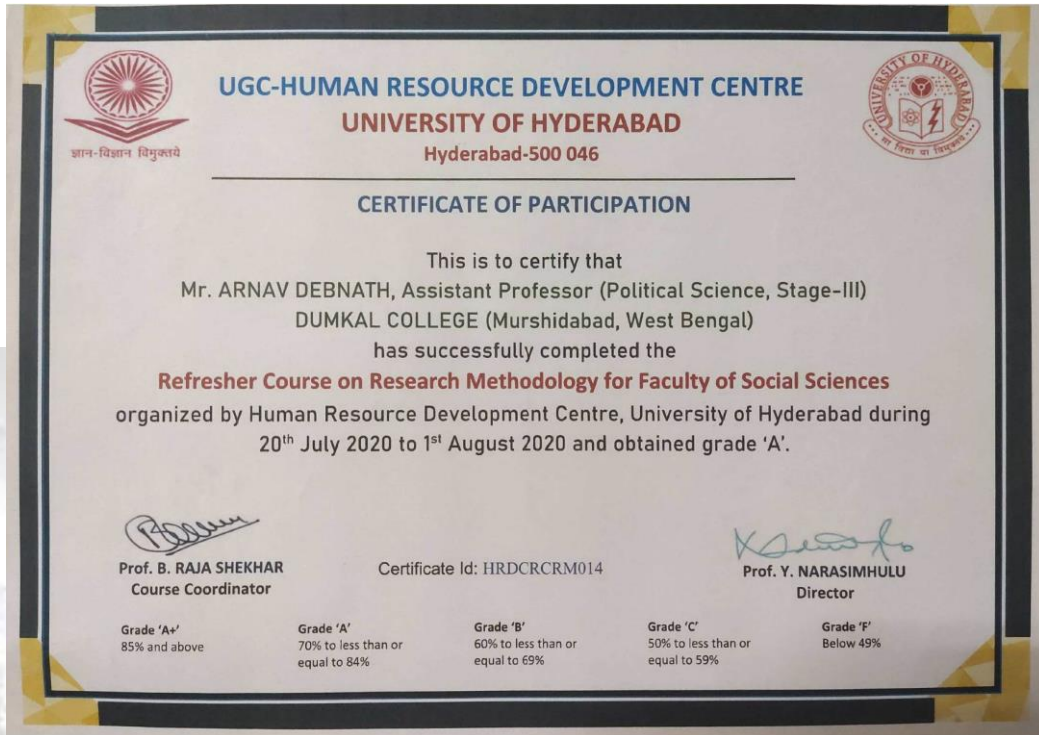 UGC-HUMAN RESOURCE DEVELOPMENT CENTRE
UNIVERSITY OF HYDERABAD
Hyderabad-500 046
ज्ञान-विज्ञान विमुक्तये
UNIVERSITY OF HYDERABAD
सा विद्या या विमुक्तये
CERTIFICATE OF PARTICIPATION
This is to certify that
Mr. ARNAV DEBNATH, Assistant Professor (Political Science, Stage-III)
DUMKAL COLLEGE (Murshidabad, West Bengal)
has successfully completed the
Refresher Course on Research Methodology for Faculty of Social Sciences
organized by Human Resource Development Centre, University of Hyderabad during
20th July 2020 to 1st August 2020 and obtained grade ‘A’.
Prof. B. RAJA SHEKHAR
Course Coordinator
Certificate Id: HRDCRCRM014
Prof. Y. NARASIMHULU
Director
Grade ‘A+’
85% and above
Grade ‘A’
70% to less than or
equal to 84%
Grade ‘B’
60% to less than or
equal to 69%
Grade ‘C’
50% to less than or
equal to 59%
Grade ‘F’
Below 49%